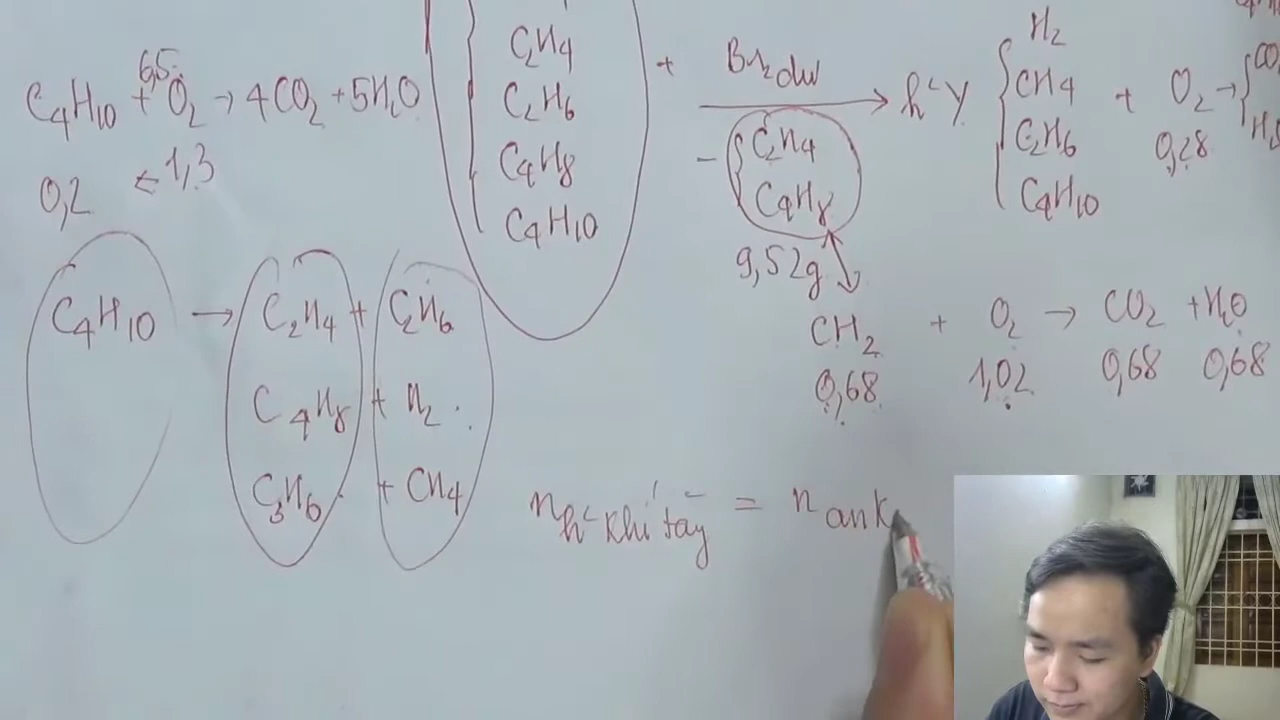 C4H10 + 6,5 O2 → 4CO2 + 5H2O
0,2 ← 1,3
C2H4
C2H6
C4H8
C4H10
+ Br2 dư →
- C2H4
C4H8
9,52g
h² Y
H2
CH4
C2H6
C4H10
+ O2 →
0,28
CH2 + O2 → CO2 + H2O
0,68 1,02 0,68 0,68
C4H10 → C2H4 + C2H6
C4H8 + H2
C3H6 + CH4
n h² khí tăng = n ank